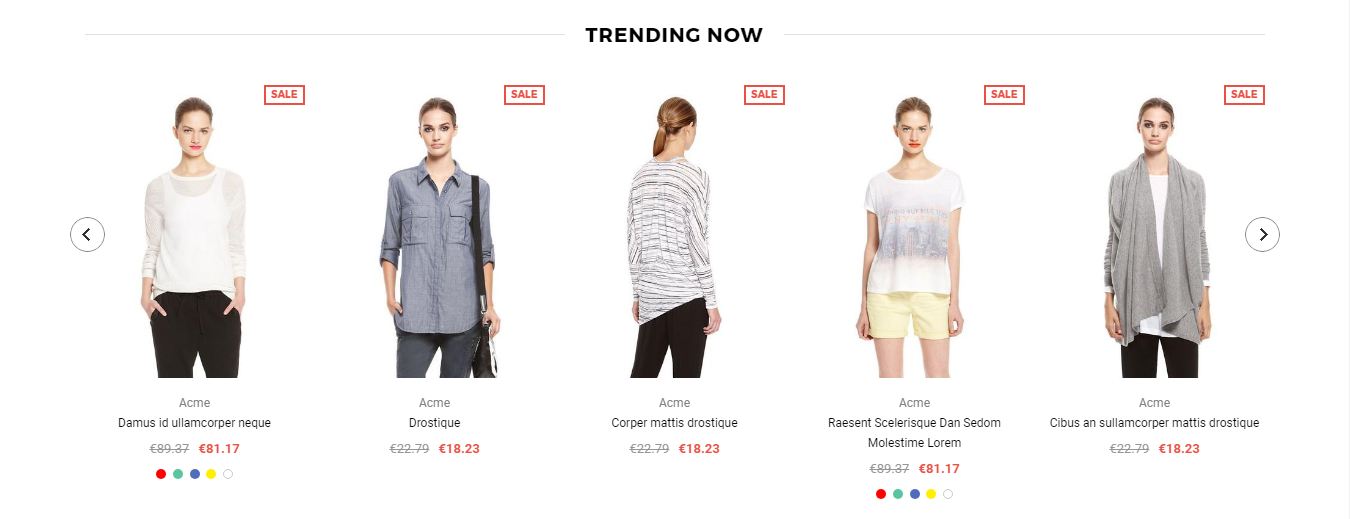 TRENDING NOW
SALE
SALE
SALE
SALE
SALE
Acme
Damus id ullamcorper neque
€89.37 €81.17
Acme
Drostique
€22.79 €18.23
Acme
Corper mattis drostique
€22.79 €18.23
Acme
Raesent Scelerisque Dan Sedom
Molestime Lorem
€89.37 €81.17
Acme
Cibus an sullamcorper mattis drostique
€22.79 €18.23